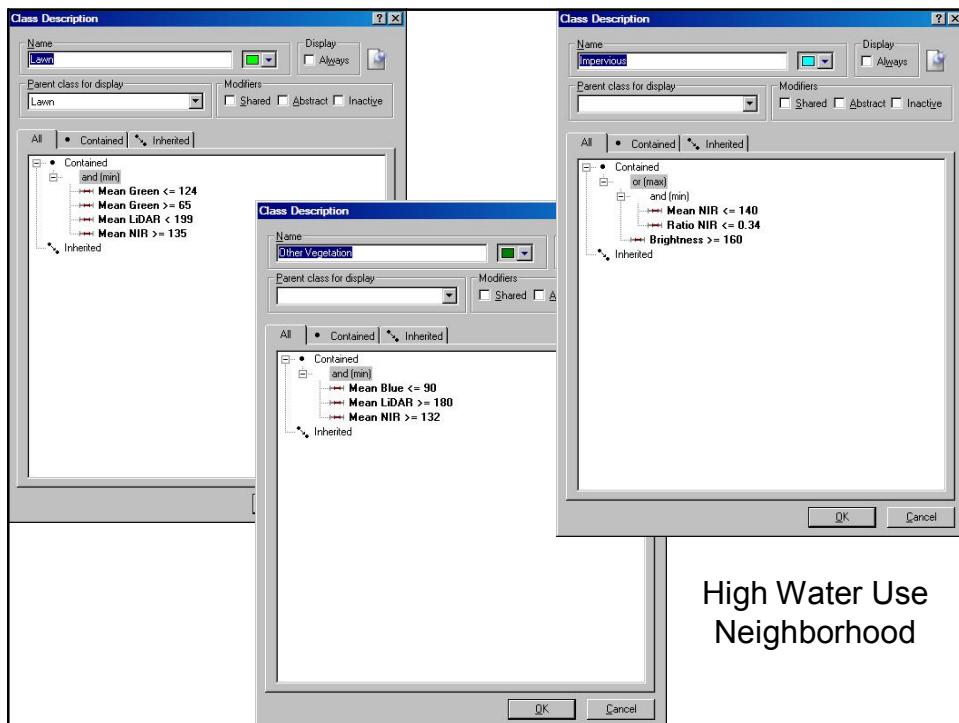 Class Description
Name
Lawn
Display
Always
Parent class for display
Lawn
Modifiers
Shared Abstract Inactive
All Contained Inherited
Contained
and (min)
Mean Green <= 124
Mean Green >= 65
Mean LiDAR < 199
Mean NIR >= 135
Inherited
Class Description
Name
Other Vegetation
Parent class for display
Modifiers
Shared A
All Contained Inherited
Contained
and (min)
Mean Blue <= 90
Mean LiDAR >= 180
Mean NIR >= 132
Inherited
OK Cancel
Class Description
Name
Impervious
Display
Always
Parent class for display
Modifiers
Shared Abstract Inactive
All Contained Inherited
Contained
or (max)
and (min)
Mean NIR <= 140
Ratio NIR <= 0.34
Brightness >= 160
Inherited
OK Cancel
High Water Use
Neighborhood